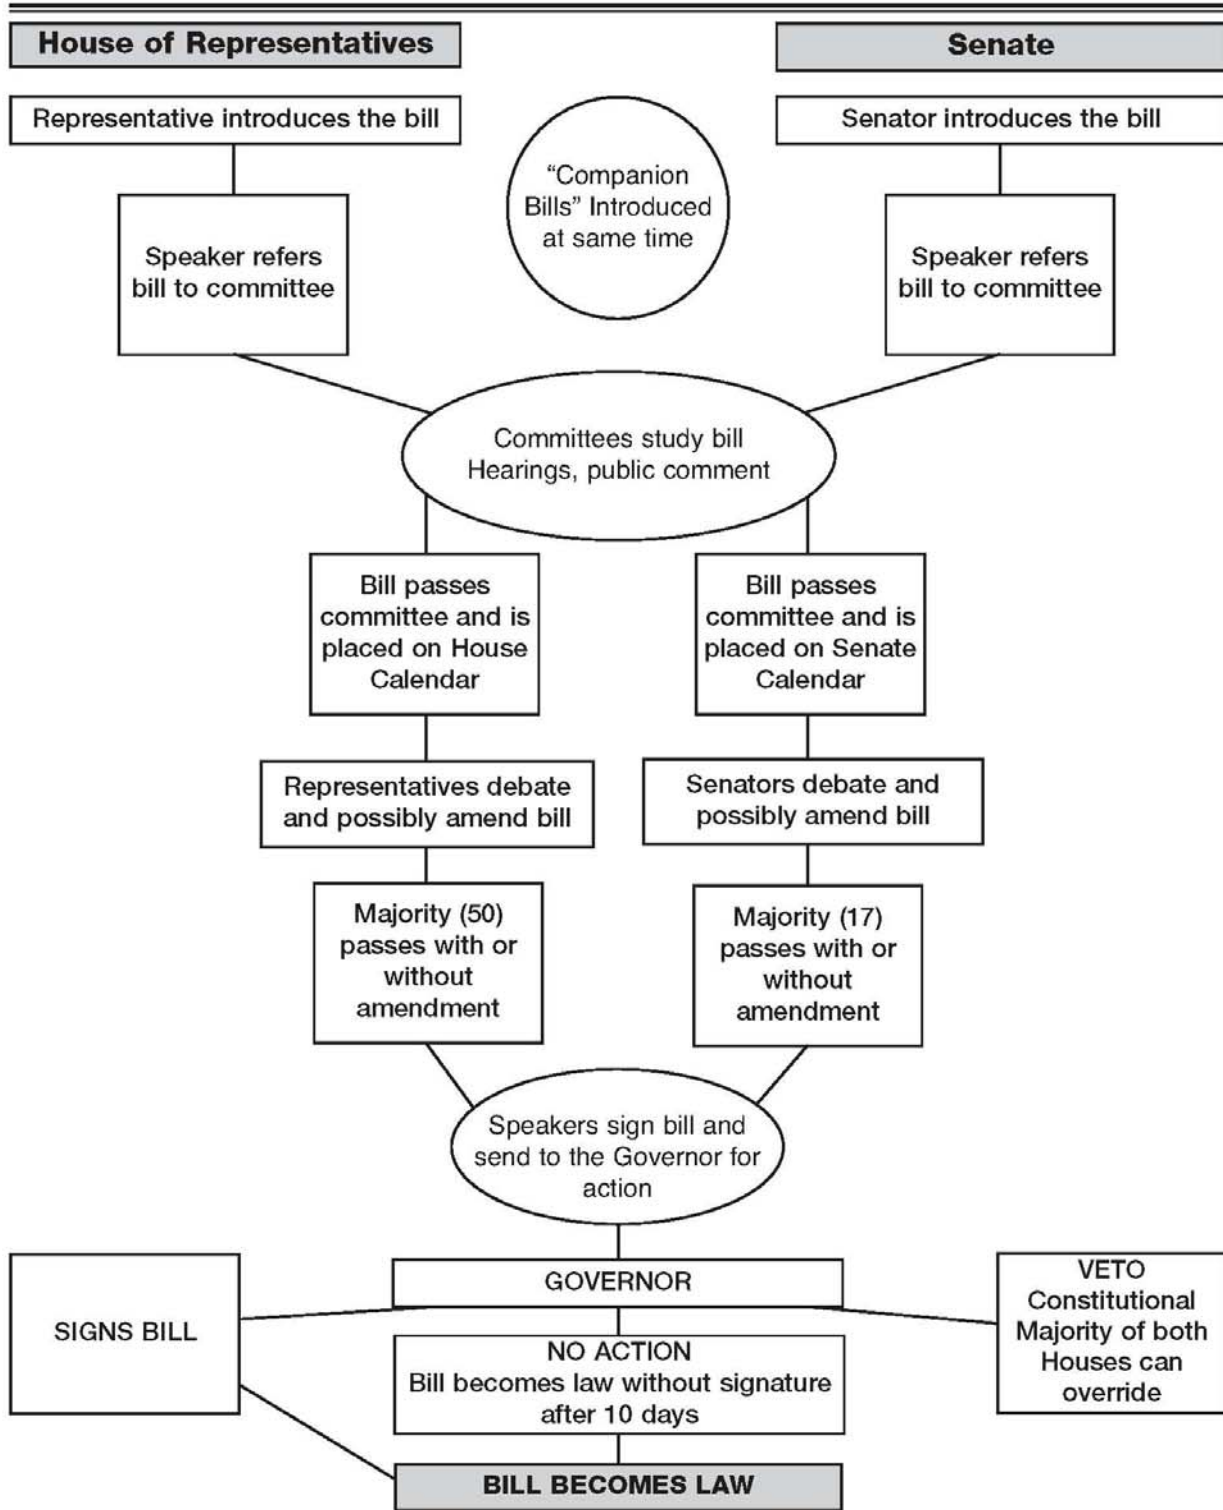 House of Representatives
Senate
Representative introduces the bill
Senator introduces the bill
“Companion
Bills” Introduced
at same time
Speaker refers
bill to committee
Speaker refers
bill to committee
Committees study bill
Hearings, public comment
Bill passes
committee and is
placed on House
Calendar
Bill passes
committee and is
placed on Senate
Calendar
Representatives debate
and possibly amend bill
Senators debate and
possibly amend bill
Majority (50)
passes with or
without
amendment
Majority (17)
passes with or
without
amendment
Speakers sign bill and
send to the Governor for
action
GOVERNOR
SIGNS BILL
NO ACTION
Bill becomes law without signature
after 10 days
VETO
Constitutional
Majority of both
Houses can
override
BILL BECOMES LAW